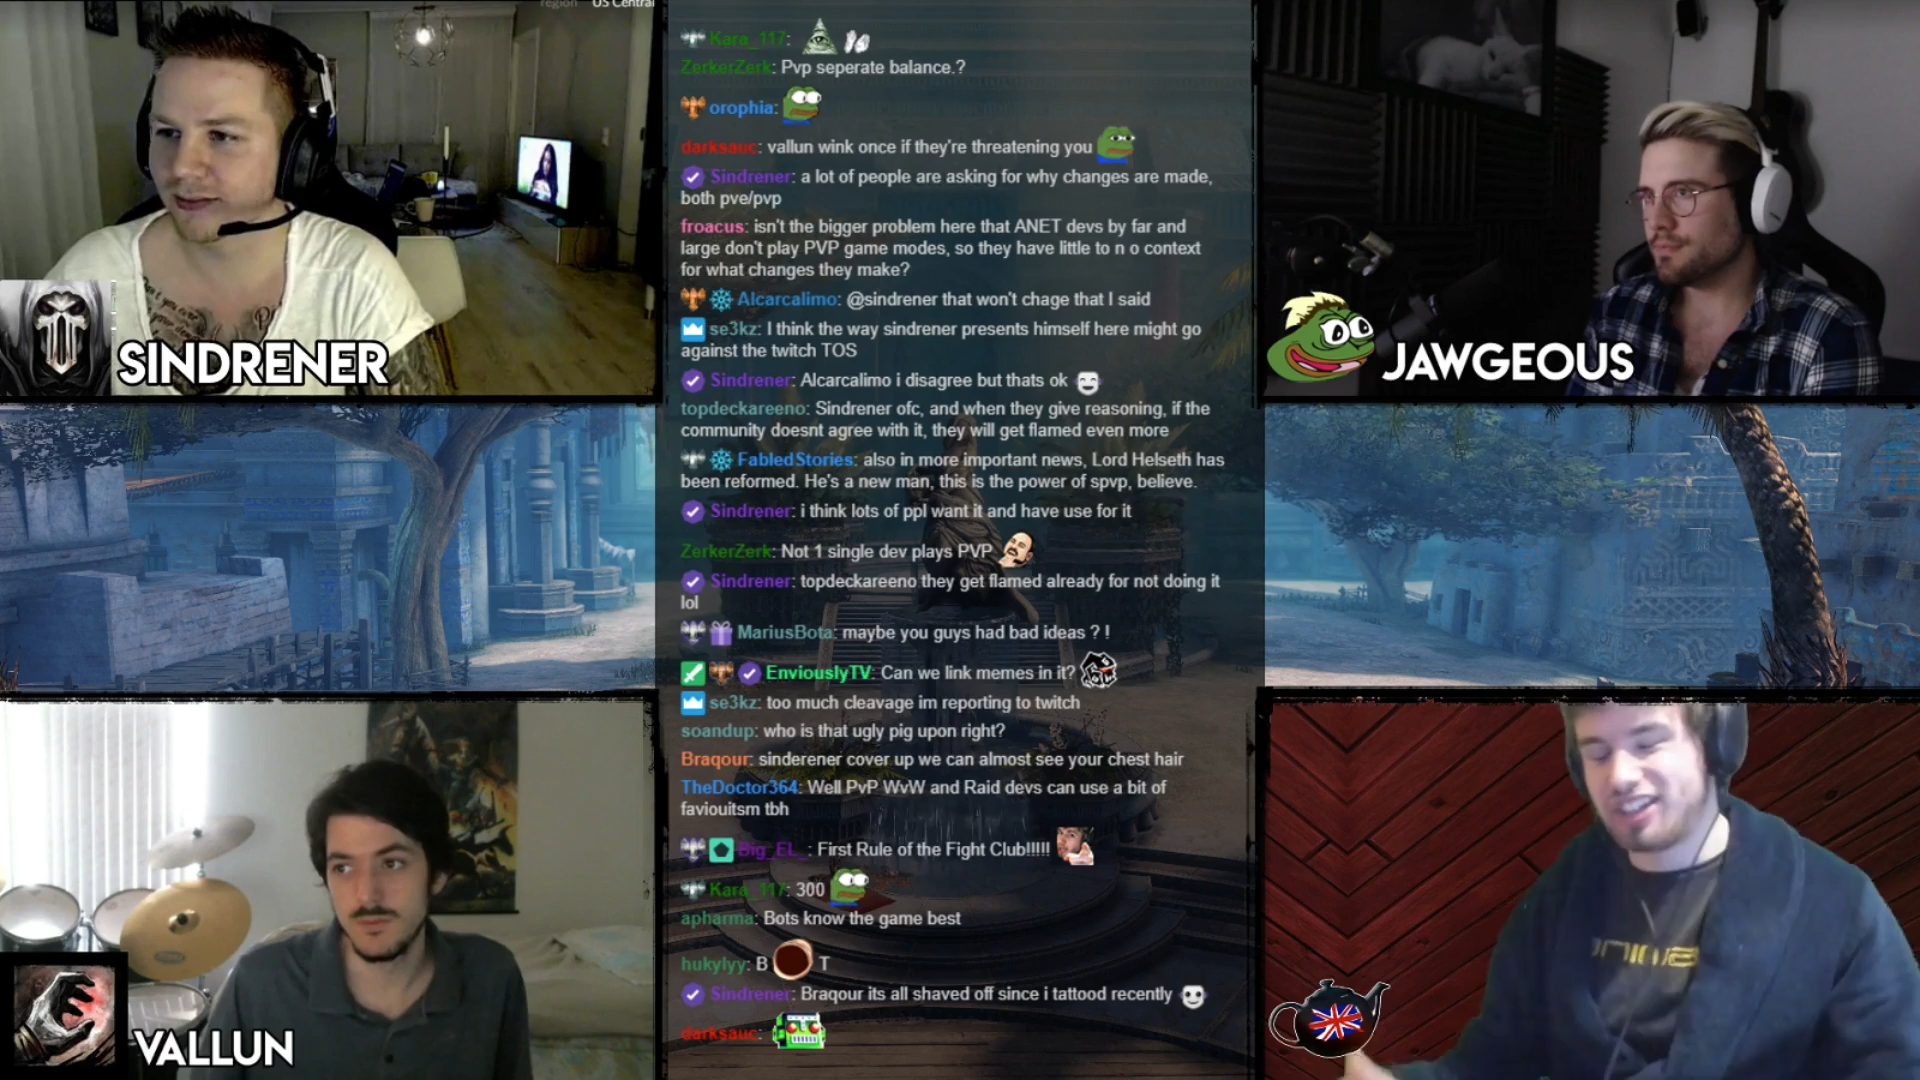 region US Central
Kara_117:
ZerkerZerk: Pvp seperate balance.?
orophia:
darksauc: vallun wink once if they're threatening you
Sindrener: a lot of people are asking for why changes are made,
both pve/pvp
froacus: isn't the bigger problem here that ANET devs by far and
large don't play PVP game modes, so they have little to n o context
for what changes they make?
Alcarcalimo: @sindrener that won't chage that I said
se3kz: I think the way sindrener presents himself here might go
against the twitch TOS
Sindrener: Alcarcalimo i disagree but thats ok
topdeckareeno: Sindrener ofc, and when they give reasoning, if the
community doesnt agree with it, they will get flamed even more
FabledStories: also in more important news, Lord Helseth has
been reformed. He's a new man, this is the power of spvp, believe.
Sindrener: i think lots of ppl want it and have use for it
ZerkerZerk: Not 1 single dev plays PVP
Sindrener: topdeckareeno they get flamed already for not doing it
lol
MariusBota: maybe you guys had bad ideas ? !
EnviouslyTV: Can we link memes in it?
se3kz: too much cleavage im reporting to twitch
soandup: who is that ugly pig upon right?
Braqour: sinderener cover up we can almost see your chest hair
TheDoctor364: Well PvP WvW and Raid devs can use a bit of
faviouitsm tbh
Big_EL_: First Rule of the Fight Club!!!!!
Kara_117: 300
apharma: Bots know the game best
hukylyy: B T
Sindrener: Braqour its all shaved off since i tattood recently
darksauc:
SINDRENER
JAWGEOUS
VALLUN